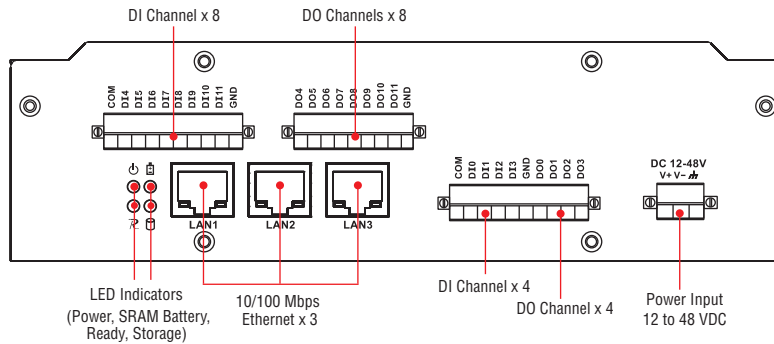 DI Channel x 8
DO Channels x 8
COM
DI4
DI5
DI6
DI7
DI8
DI9
DI10
DI11
GND
DO4
DO5
DO6
DO7
DO8
DO9
DO10
DO11
GND
COM
DI0
DI1
DI2
DI3
GND
DO0
DO1
DO2
DO3
DC 12-48V
V+ V-
LAN1
LAN2
LAN3
LED Indicators
(Power, SRAM Battery,
Ready, Storage)
10/100 Mbps
Ethernet x 3
DI Channel x 4
DO Channel x 4
Power Input
12 to 48 VDC